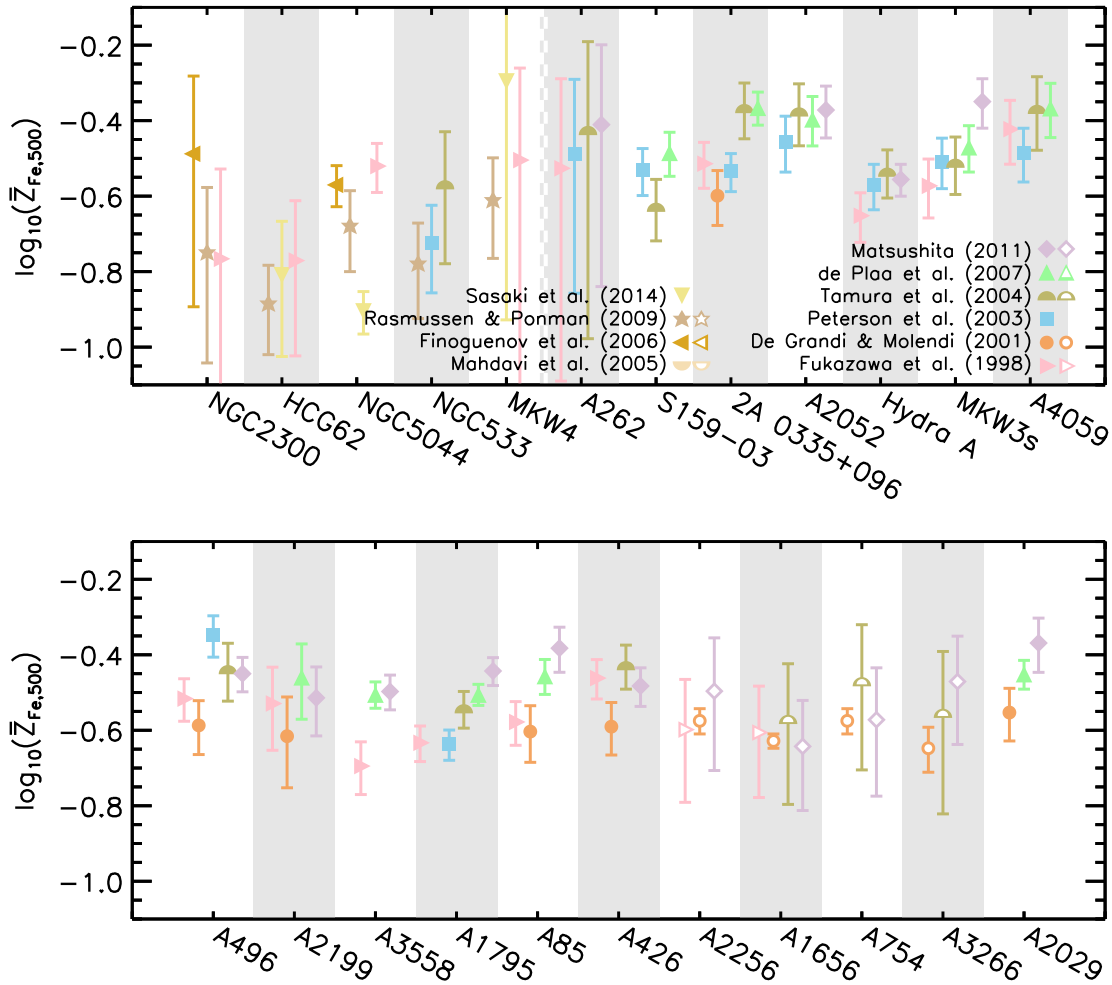 −0.2
−0.4
−0.6
−0.8
−1.0
log10(Z̅Fe,500)
Matsushita (2011)
de Plaa et al. (2007)
Sasaki et al. (2014) Tamura et al. (2004)
Rasmussen & Ponman (2009) Peterson et al. (2003)
Finoguenov et al. (2006) De Grandi & Molendi (2001)
Mahdavi et al. (2005) Fukazawa et al. (1998)
NGC2300
HCG62
NGC5044
NGC533
MKW4
A262
S159−03
2A 0335+096
A2052
Hydra A
MKW3s
A4059
−0.2
−0.4
−0.6
−0.8
−1.0
log10(Z̅Fe,500)
A496
A2199
A3558
A1795
A85
A426
A2256
A1656
A754
A3266
A2029